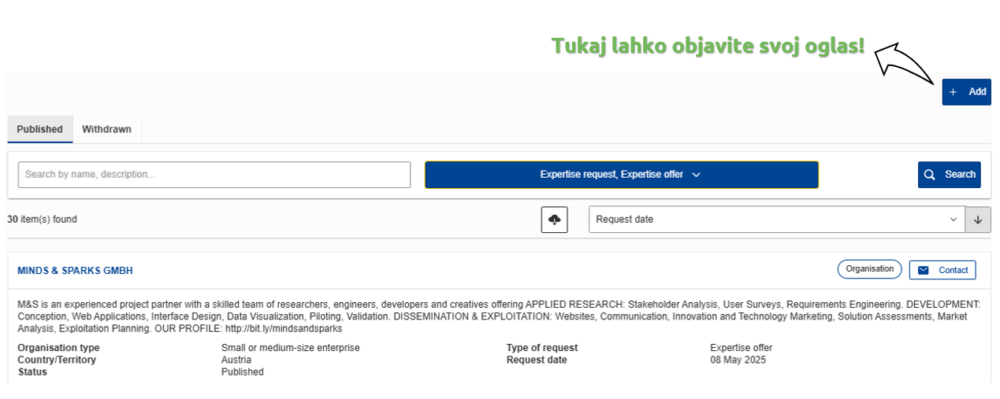 Tukaj lahko objavite svoj oglas!
+ Add
Published Withdrawn
Search by name, description...
Expertise request, Expertise offer
Search
30 item(s) found
Request date
MINDS & SPARKS GMBH
Organisation
Contact
M&S is an experienced project partner with a skilled team of researchers, engineers, developers and creatives offering APPLIED RESEARCH: Stakeholder Analysis, User Surveys, Requirements Engineering. DEVELOPMENT:
Conception, Web Applications, Interface Design, Data Visualization, Piloting, Validation. DISSEMINATION & EXPLOITATION: Websites, Communication, Innovation and Technology Marketing, Solution Assessments, Market
Analysis, Exploitation Planning. OUR PROFILE: http://bit.ly/mindsandsparks
Organisation type Small or medium-size enterprise Type of request Expertise offer
Country/Territory Austria Request date 08 May 2025
Status Published